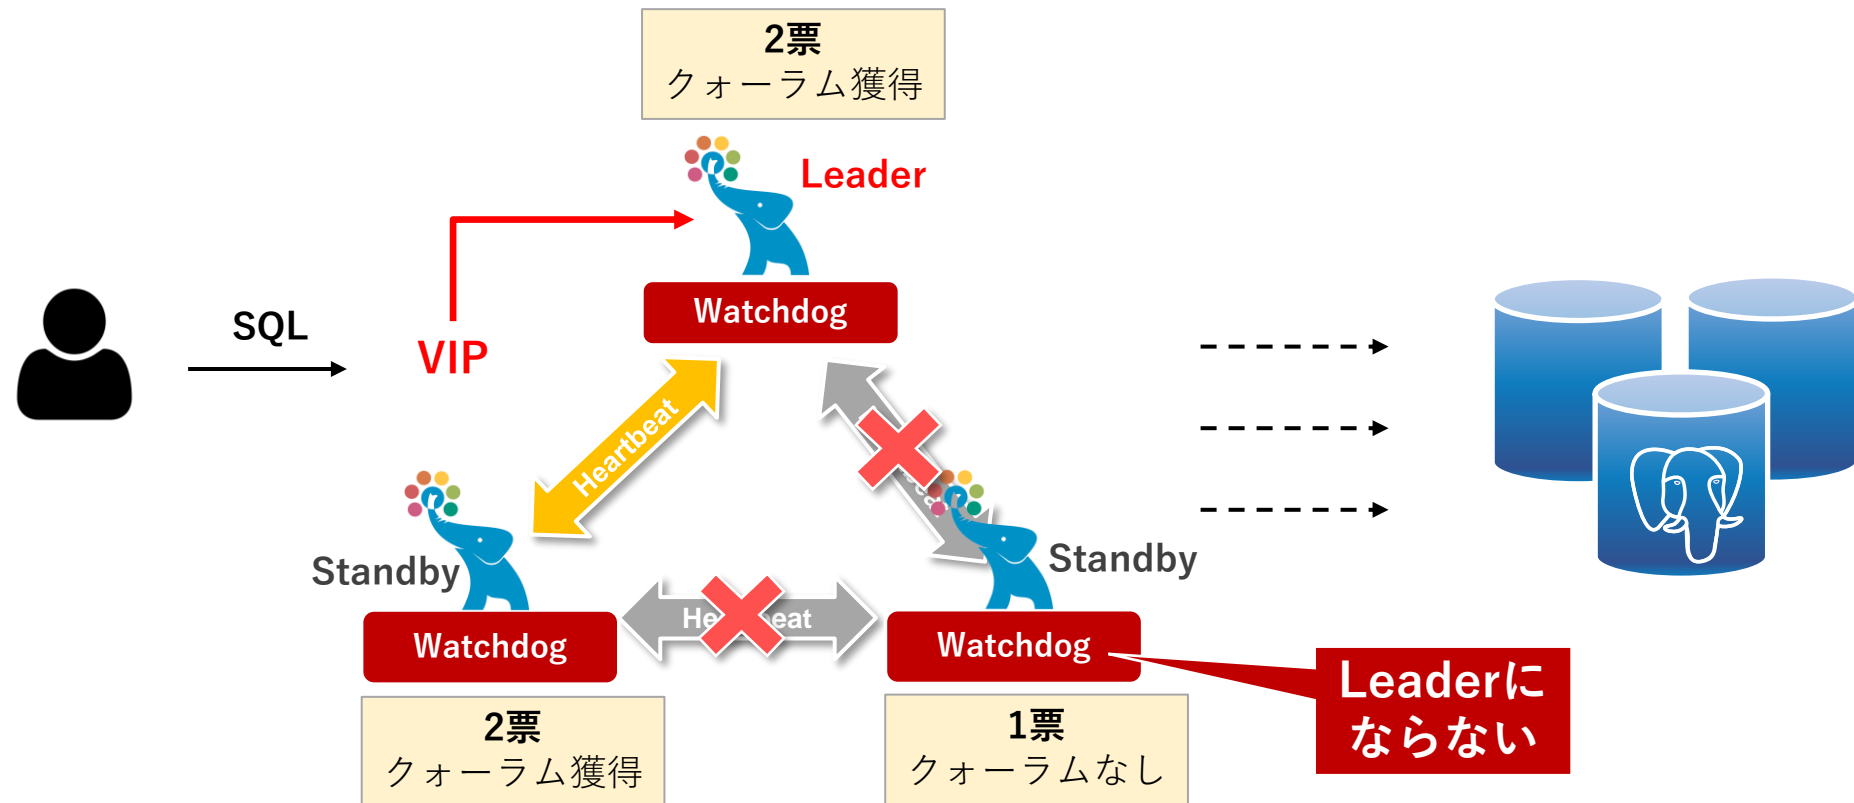 2票
クォーラム獲得
Leader
Watchdog
SQL
VIP
Heartbeat
Standby
Watchdog
2票
クォーラム獲得
Standby
Watchdog
1票
クォーラムなし
Leaderに
ならない